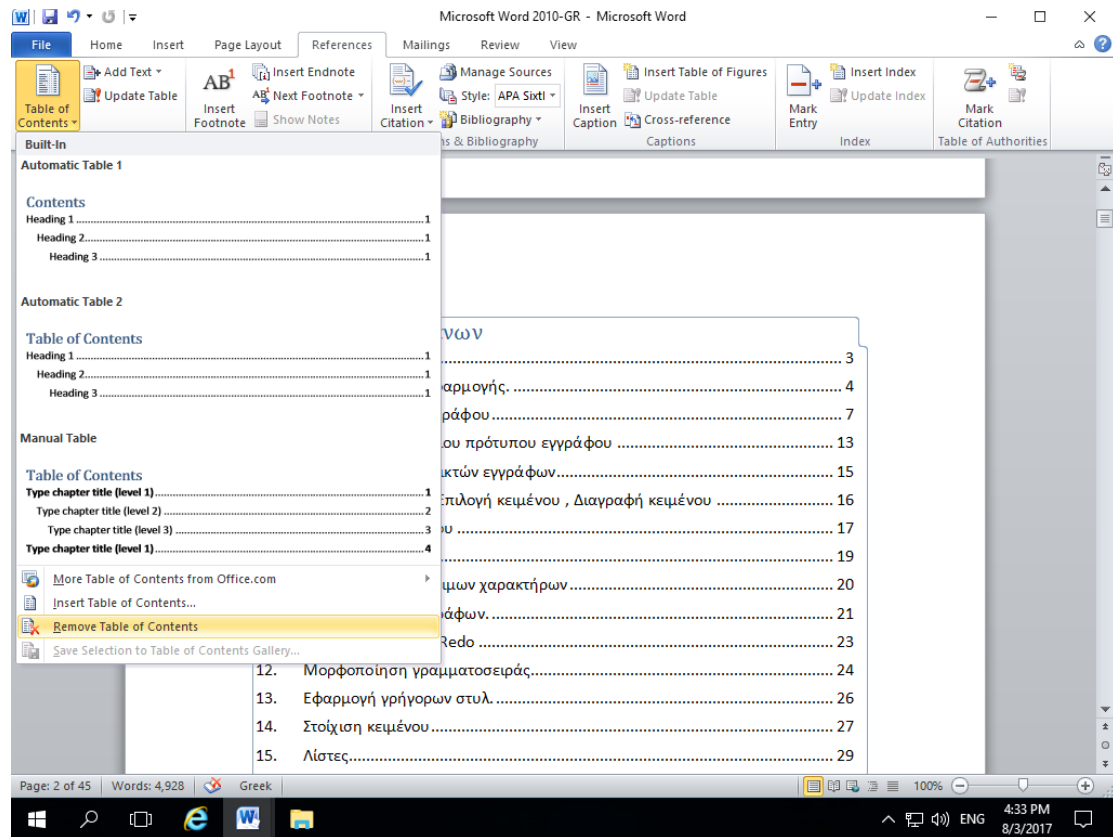 Microsoft Word 2010-GR - Microsoft Word
File Home Insert Page Layout References Mailings Review View
Table of Contents
Add Text
Update Table
AB1
Insert Footnote
Insert Endnote
AB1 Next Footnote
Show Notes
Insert Citation
Manage Sources
Style: APA Sixtl
Bibliography
Insert Caption
Insert Table of Figures
Update Table
Cross-reference
Mark Entry
Insert Index
Update Index
Mark Citation
ns & Bibliography Captions Index Table of Authorities
Built-In
Automatic Table 1
Contents
Heading 1 ... 1
Heading 2 ... 1
Heading 3 ... 1
Automatic Table 2
Table of Contents
Heading 1 ... 1
Heading 2 ... 1
Heading 3 ... 1
Manual Table
Table of Contents
Type chapter title (level 1) ... 1
Type chapter title (level 2) ... 2
Type chapter title (level 3) ... 3
Type chapter title (level 1) ... 4
More Table of Contents from Office.com
Insert Table of Contents...
Remove Table of Contents
Save Selection to Table of Contents Gallery...
ένων
... 3
αρμογής. ... 4
ράφου ... 7
ου πρότυπου εγγράφου ... 13
κτών εγγράφων ... 15
Επιλογή κειμένου , Διαγραφή κειμένου ... 16
ου ... 17
... 19
ιμων χαρακτήρων ... 20
ράφων. ... 21
Redo ... 23
12. Μορφοποίηση γραμματοσειράς ... 24
13. Εφαρμογή γρήγορων στυλ. ... 26
14. Στοίχιση κειμένου ... 27
15. Λίστες ... 29
Page: 2 of 45 Words: 4,928 Greek 100%
ENG 4:33 PM
8/3/2017